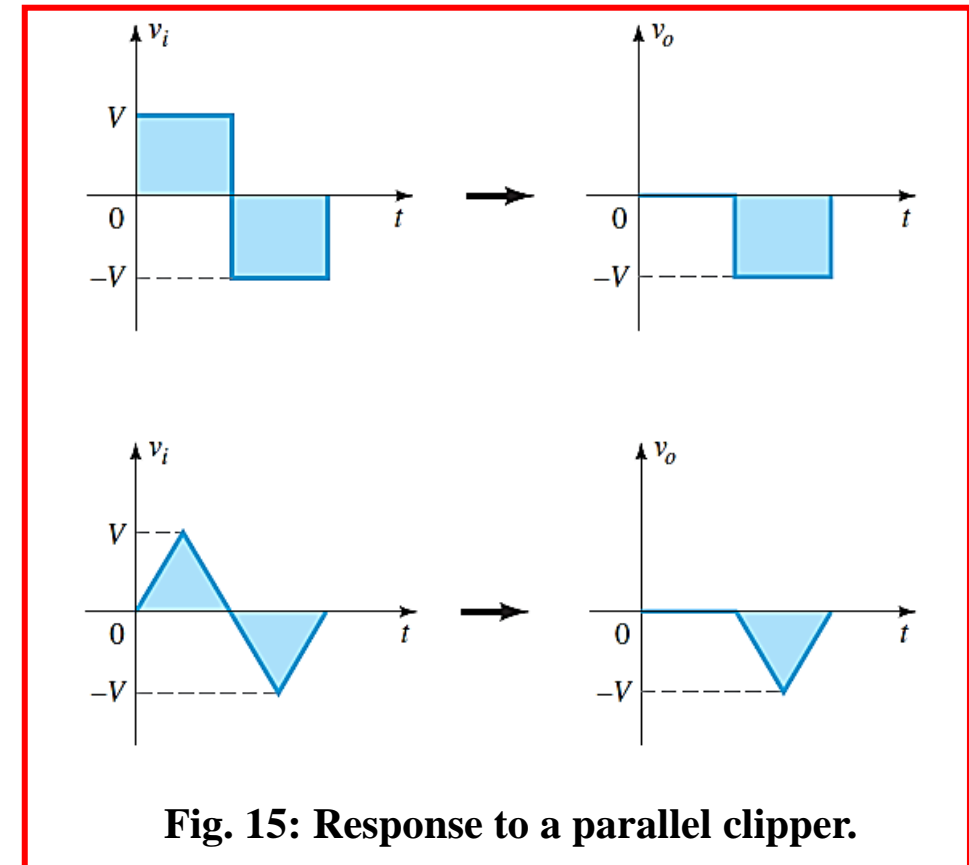 vi
vo
V
V
0
t
0
t
–V
–V
vi
vo
V
0
t
0
t
–V
–V
Fig. 15: Response to a parallel clipper.